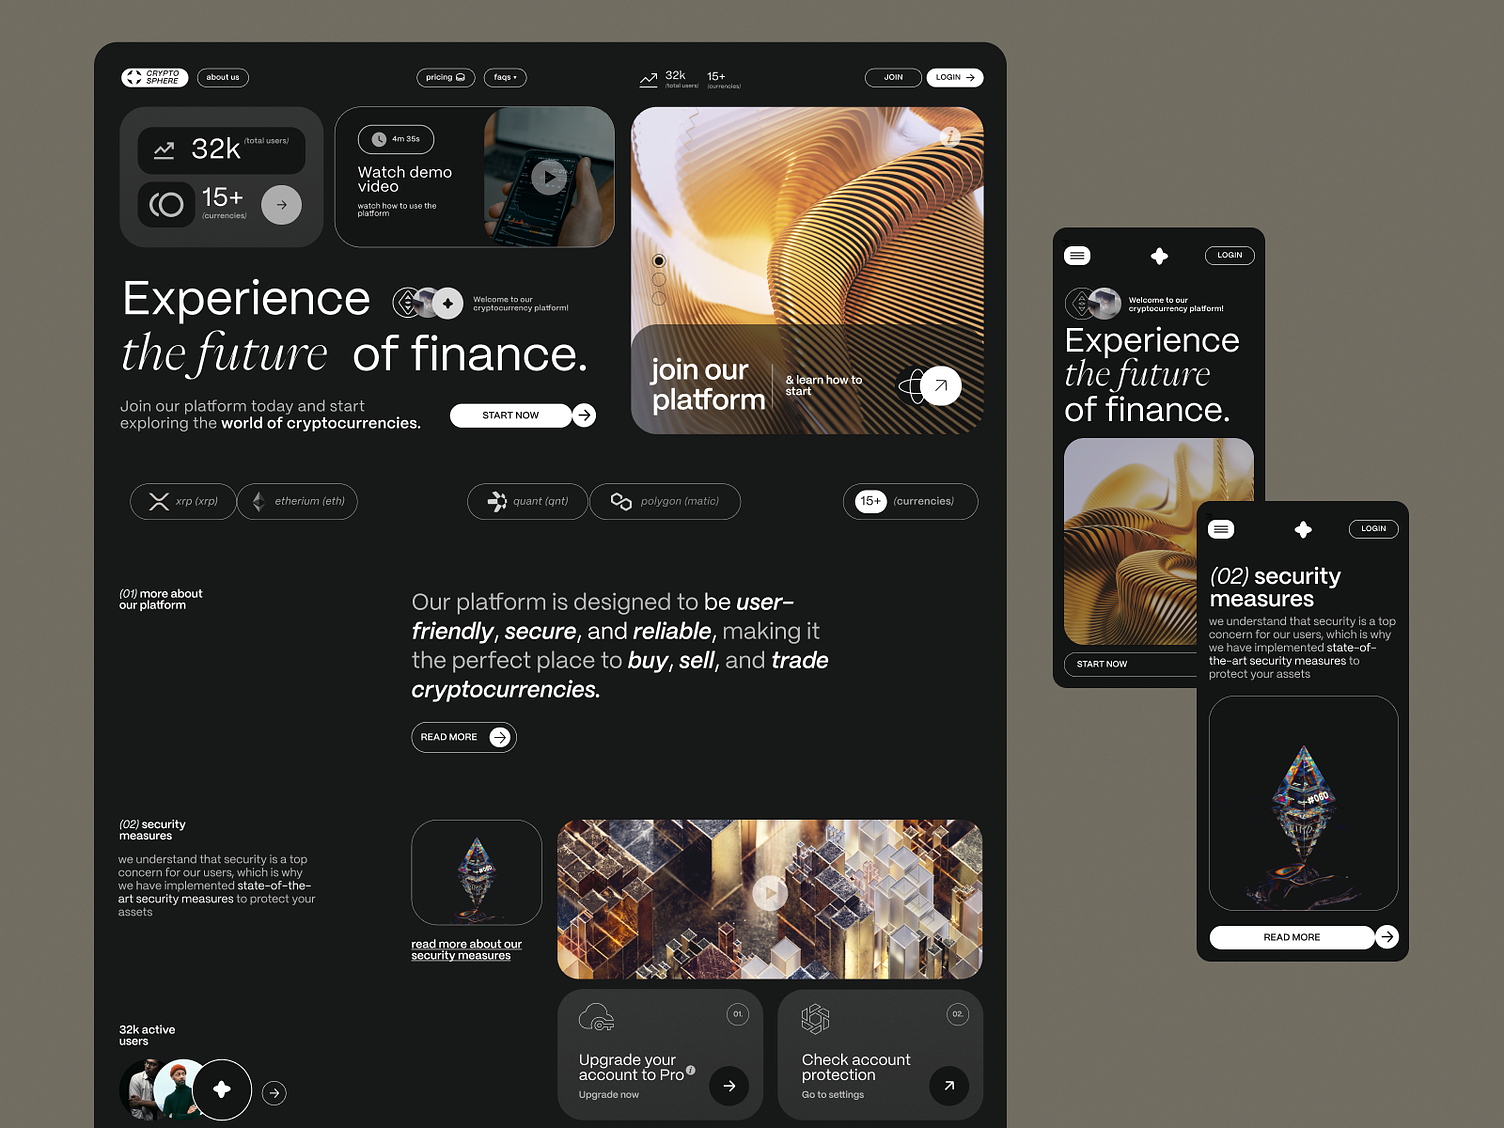 CRYPTO
SPHERE
about us
pricing
faqs
32k
(total users)
15+
(currencies)
JOIN
LOGIN
32k (total users)
15+
(currencies)
4m 35s
Watch demo
video
watch how to use the
platform
Experience
Welcome to our
cryptocurrency platform!
the future of finance.
Join our platform today and start
exploring the world of cryptocurrencies.
START NOW
i
join our
platform
& learn how to
start
xrp (xrp)
etherium (eth)
quant (qnt)
polygon (matic)
15+ (currencies)
(01) more about
our platform
Our platform is designed to be user–
friendly, secure, and reliable, making it
the perfect place to buy, sell, and trade
cryptocurrencies.
READ MORE
(02) security
measures
we understand that security is a top
concern for our users, which is why
we have implemented state–of–the–
art security measures to protect your
assets
#080
read more about our
security measures
32k active
users
01.
Upgrade your
account to Pro i
Upgrade now
02.
Check account
protection
Go to settings
LOGIN
Welcome to our
cryptocurrency platform!
Experience
the future
of finance.
START NOW
LOGIN
(02) security
measures
we understand that security is a top
concern for our users, which is why
we have implemented state–of–
the–art security measures to
protect your assets
#080
READ MORE